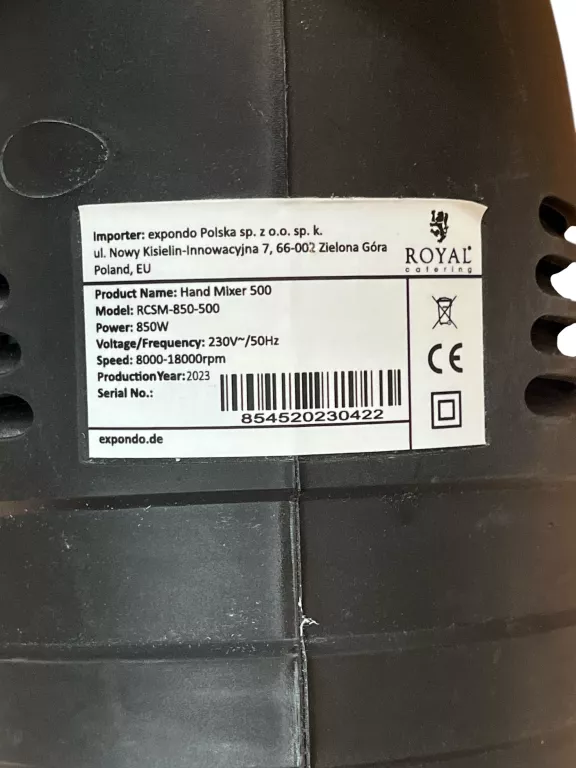 Importer: expondo Polska sp. z o.o. sp. k.
ul. Nowy Kisielin-Innowacyjna 7, 66-002 Zielona Góra
Poland, EU
ROYAL
catering
Product Name: Hand Mixer 500
Model: RCSM-850-500
Power: 850W
Voltage/Frequency: 230V~/50Hz
Speed: 8000-18000rpm
Production Year: 2023
Serial No.:
854520230422
expondo.de
CE